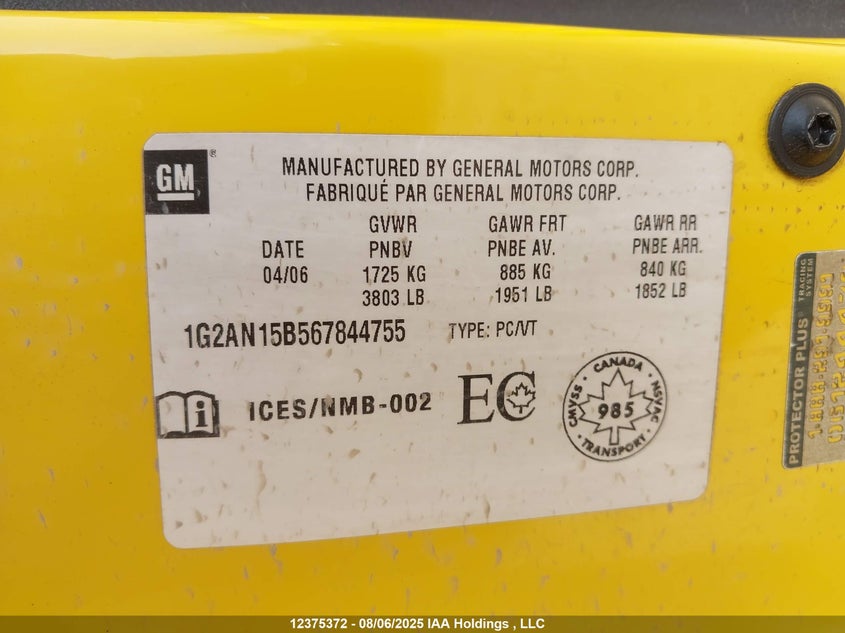 GM ®
MANUFACTURED BY GENERAL MOTORS CORP.
FABRIQUÉ PAR GENERAL MOTORS CORP.
GVWR GAWR FRT GAWR RR
DATE PNBV PNBE AV. PNBE ARR.
04/06 1725 KG 885 KG 840 KG
3803 LB 1951 LB 1852 LB
1G2AN15B567844755 TYPE: PC/VT
i ICES/NMB-002 EC
CANADA
CMVSS 985 NSVAC
TRANSPORT
PROTECTOR PLUS®
TRACING
SYSTEM
12375372 - 08/06/2025 IAA Holdings , LLC